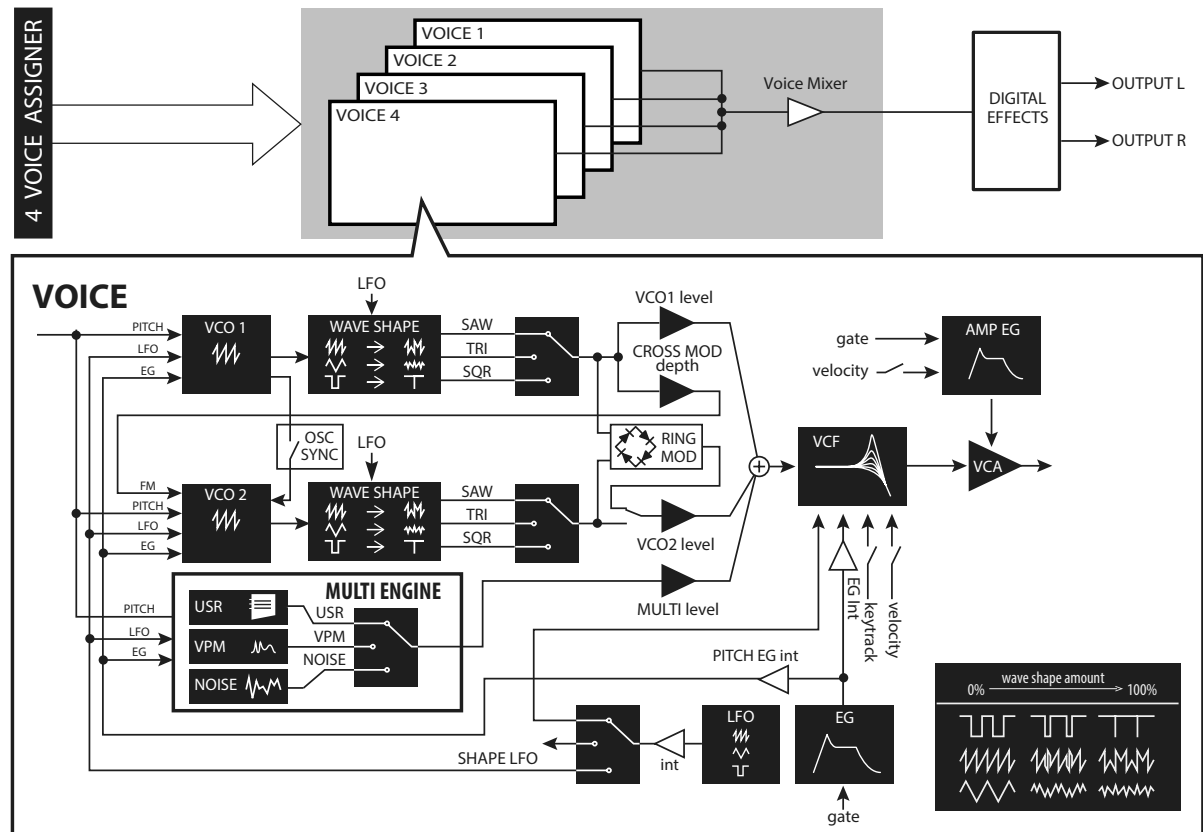 4 VOICE ASSIGNER
VOICE 1
VOICE 2
VOICE 3
VOICE 4
Voice Mixer
DIGITAL
EFFECTS
OUTPUT L
OUTPUT R
VOICE
PITCH
LFO
EG
VCO 1
LFO
WAVE SHAPE
SAW
TRI
SQR
VCO1 level
CROSS MOD
depth
gate
velocity
AMP EG
OSC
SYNC
RING
MOD
VCF
VCA
FM
PITCH
LFO
EG
VCO 2
LFO
WAVE SHAPE
SAW
TRI
SQR
VCO2 level
MULTI ENGINE
PITCH
LFO
EG
USR
VPM
NOISE
USR
VPM
NOISE
MULTI level
EG Int
keytrack
velocity
PITCH EG int
SHAPE LFO
int
LFO
EG
gate
wave shape amount
0%
100%